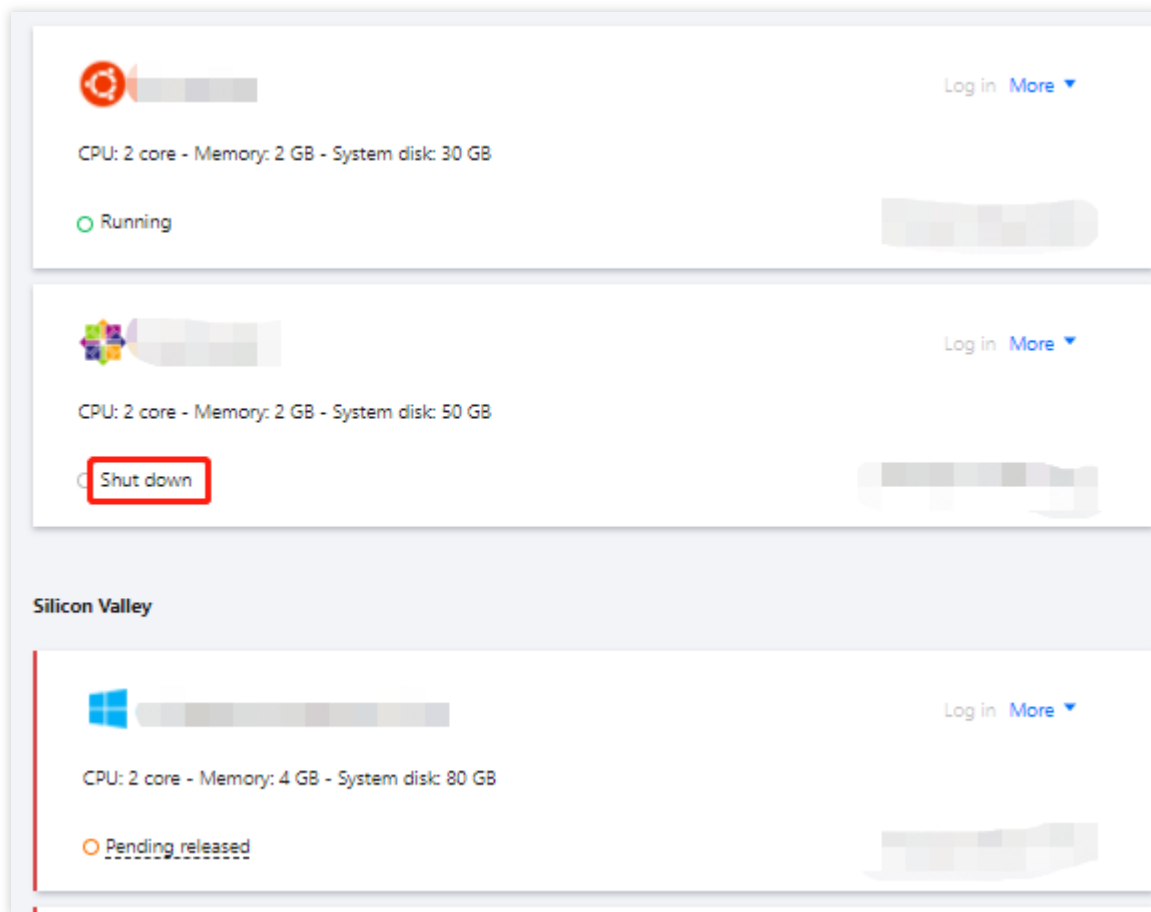 Log in More
CPU: 2 core - Memory: 2 GB - System disk: 30 GB
Running
Log in More
CPU: 2 core - Memory: 2 GB - System disk: 50 GB
Shut down
Silicon Valley
Log in More
CPU: 2 core - Memory: 4 GB - System disk: 80 GB
Pending released